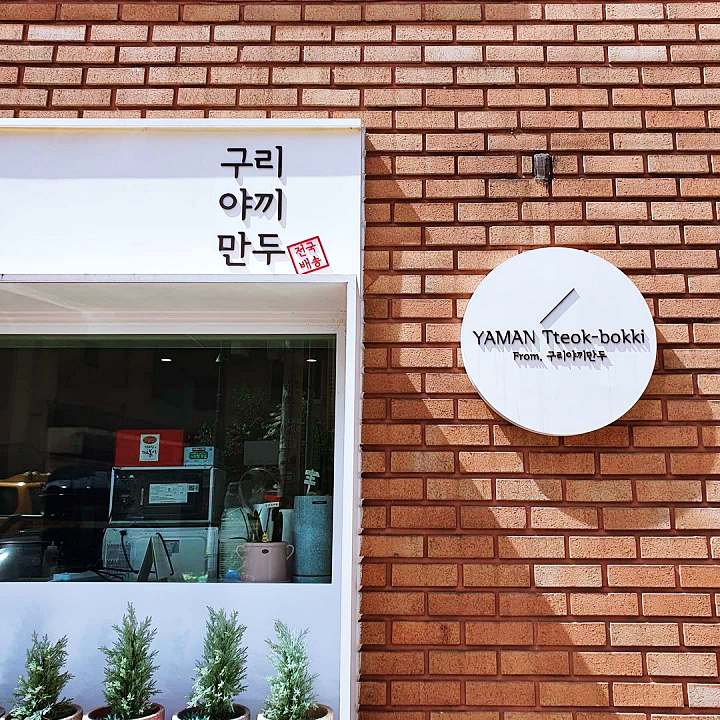 구리
야끼
만두
전국
배송
YAMAN Tteok-bokki
From. 구리야끼만두